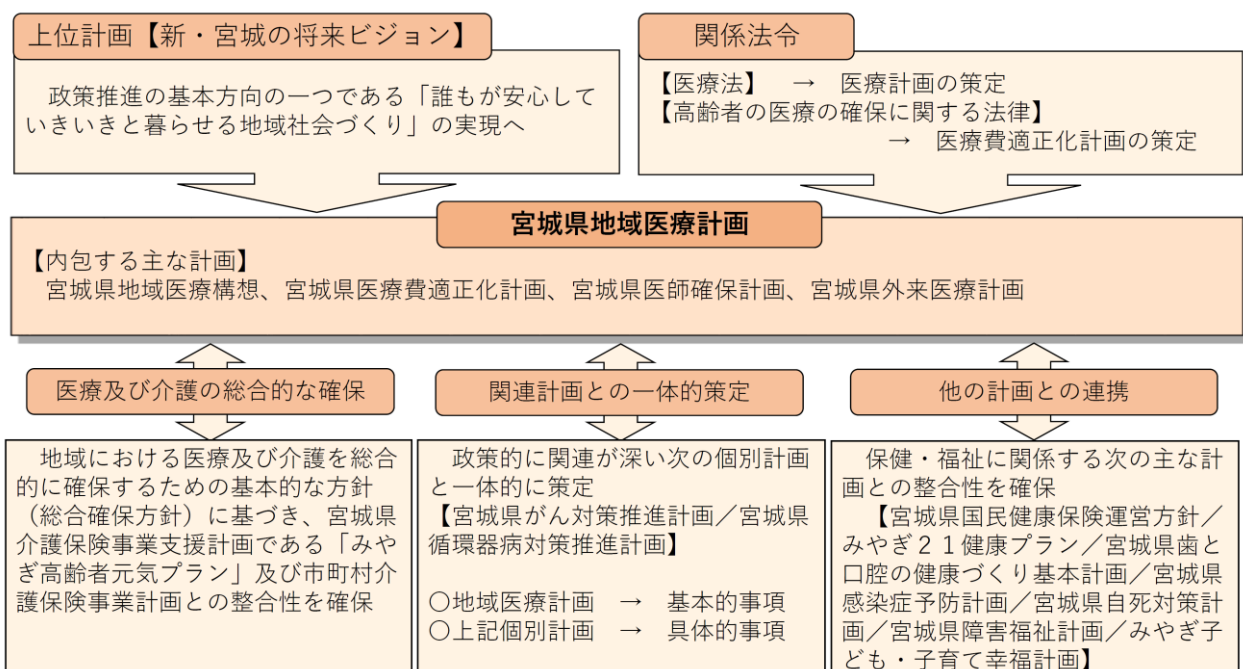 上位計画【新・宮城の将来ビジョン】
政策推進の基本方向の一つである「誰もが安心して
いきいきと暮らせる地域社会づくり」の実現へ
関係法令
【医療法】　→　医療計画の策定
【高齢者の医療の確保に関する法律】
→　医療費適正化計画の策定
宮城県地域医療計画
【内包する主な計画】
宮城県地域医療構想、宮城県医療費適正化計画、宮城県医師確保計画、宮城県外来医療計画
医療及び介護の総合的な確保
地域における医療及び介護を総合
的に確保するための基本的な方針
（総合確保方針）に基づき、宮城県
介護保険事業支援計画である「みや
ぎ高齢者元気プラン」及び市町村介
護保険事業計画との整合性を確保
関連計画との一体的策定
政策的に関連が深い次の個別計画
と一体的に策定
【宮城県がん対策推進計画／宮城県
循環器病対策推進計画】
○地域医療計画　→　基本的事項
○上記個別計画　→　具体的事項
他の計画との連携
保健・福祉に関係する次の主な計
画との整合性を確保
【宮城県国民健康保険運営方針／
みやぎ２１健康プラン／宮城県歯と
口腔の健康づくり基本計画／宮城県
感染症予防計画／宮城県自死対策計
画／宮城県障害福祉計画／みやぎ子
ども・子育て幸福計画】